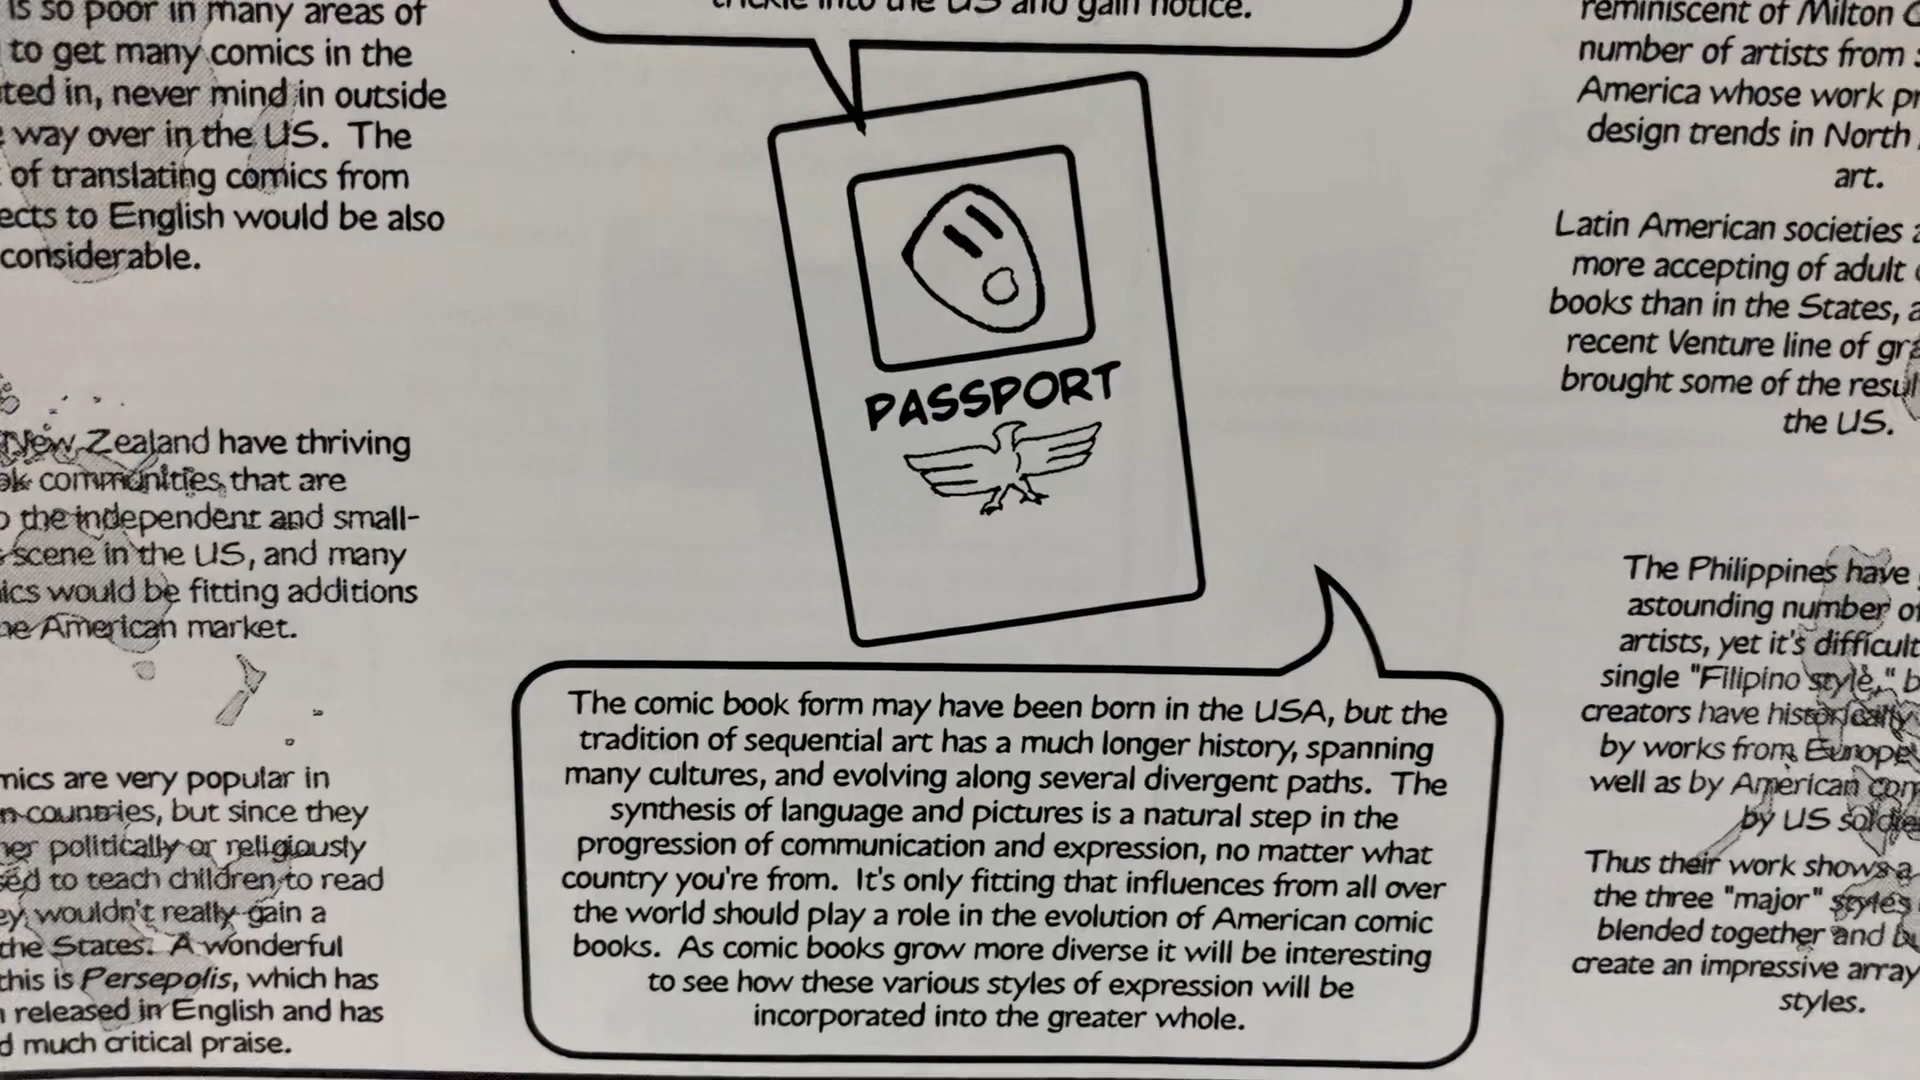 is so poor in many areas of
to get many comics in the
in, never mind in outside
way over in the US. The
of translating comics from
to English would be also
considerable.
New Zealand have thriving
communities that are
the independent and small-
scene in the US, and many
would be fitting additions
American market.
are very popular in
countries, but since they
politically or religiously
to teach children to read
wouldn't really gain a
the States. A wonderful
this is Persepolis, which has
released in English and has
much critical praise.
trickle into the US and gain notice.
PASSPORT
The comic book form may have been born in the USA, but the
tradition of sequential art has a much longer history, spanning
many cultures, and evolving along several divergent paths. The
synthesis of language and pictures is a natural step in the
progression of communication and expression, no matter what
country you're from. It's only fitting that influences from all over
the world should play a role in the evolution of American comic
books. As comic books grow more diverse it will be interesting
to see how these various styles of expression will be
incorporated into the greater whole.
reminiscent of Milton
number of artists from
America whose work
design trends in North
art.
Latin American societies
more accepting of adult
books than in the States,
recent Venture line of
brought some of the
the US.
The Philippines have
astounding number of
artists, yet it's difficult
single "Filipino style,"
creators have historically
by works from Europe
well as by American
by US
Thus their work shows a
the three "major" styles
blended together and
create an impressive array
styles.